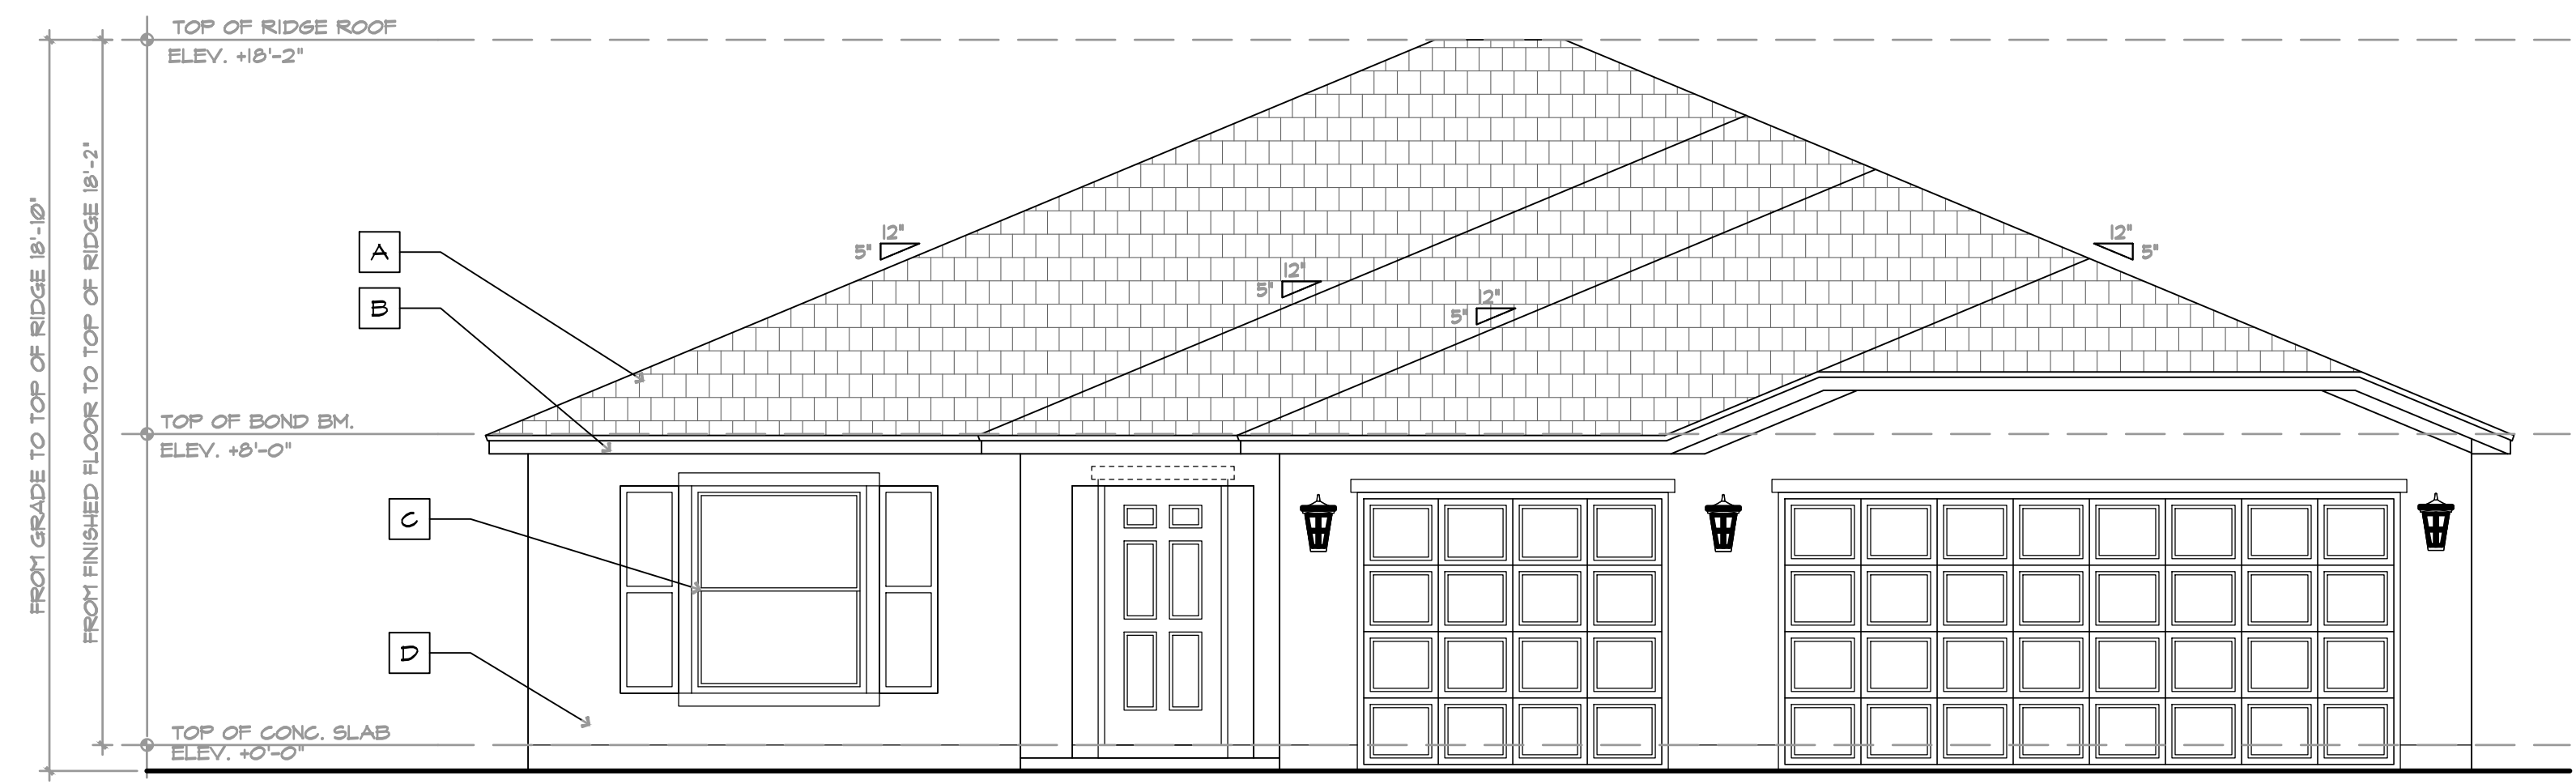 TOP OF RIDGE ROOF
ELEV. +18'-2"
FROM GRADE TO TOP OF RIDGE 18'-10"
FROM FINISHED FLOOR TO TOP OF RIDGE 18'-2"
12"
5"
12"
5"
A
12"
5"
B
12"
5"
TOP OF BOND BM.
ELEV. +8'-0"
C
D
TOP OF CONC. SLAB
ELEV. +0'-0"